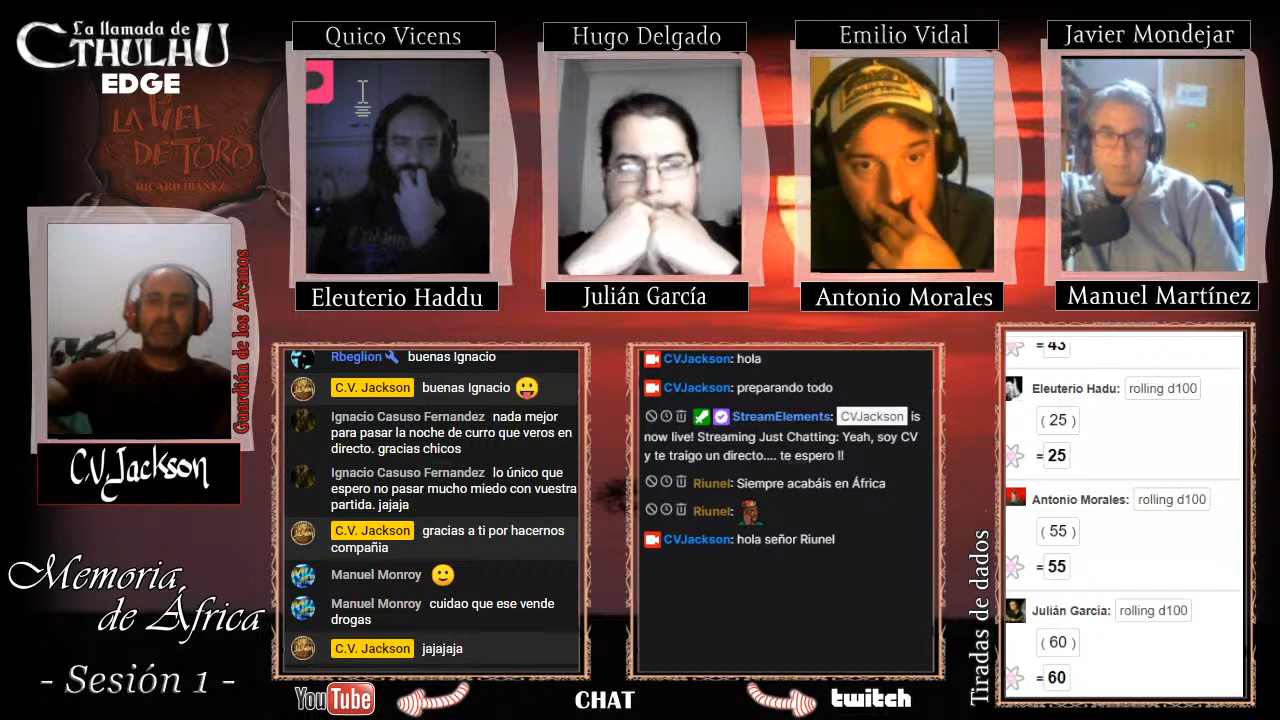 La llamada de
CTHULHU
EDGE
LA PIEL
DE TORO
RICARD IBÁÑEZ
Quico Vicens
Hugo Delgado
Emilio Vidal
Javier Mondejar
Eleuterio Haddu
Julián García
Antonio Morales
Manuel Martínez
Guardián de los Arcanos
C.V. Jackson
Memoria
de África
- Sesión 1 -
Rbeglion buenas Ignacio
C.V. Jackson buenas Ignacio
Ignacio Casuso Fernandez nada mejor
para pasar la noche de curro que veros en
directo. gracias chicos
Ignacio Casuso Fernandez lo único que
espero no pasar mucho miedo con vuestra
partida. jajaja
C.V. Jackson gracias a ti por hacernos
compañia
Manuel Monroy
Manuel Monroy cuidao que ese vende
drogas
C.V. Jackson jajajaja
CVJackson: hola
CVJackson: preparando todo
StreamElements: CVJackson is
now live! Streaming Just Chatting: Yeah, soy CV
y te traigo un directo.... te espero !!
Riunel: Siempre acabáis en África
Riunel:
CVJackson: hola señor Riunel
Tiradas de dados
= 43
Eleuterio Hadu: rolling d100
( 25 )
= 25
Antonio Morales: rolling d100
( 55 )
= 55
Julián García: rolling d100
( 60 )
= 60
YouTube
CHAT
twitch